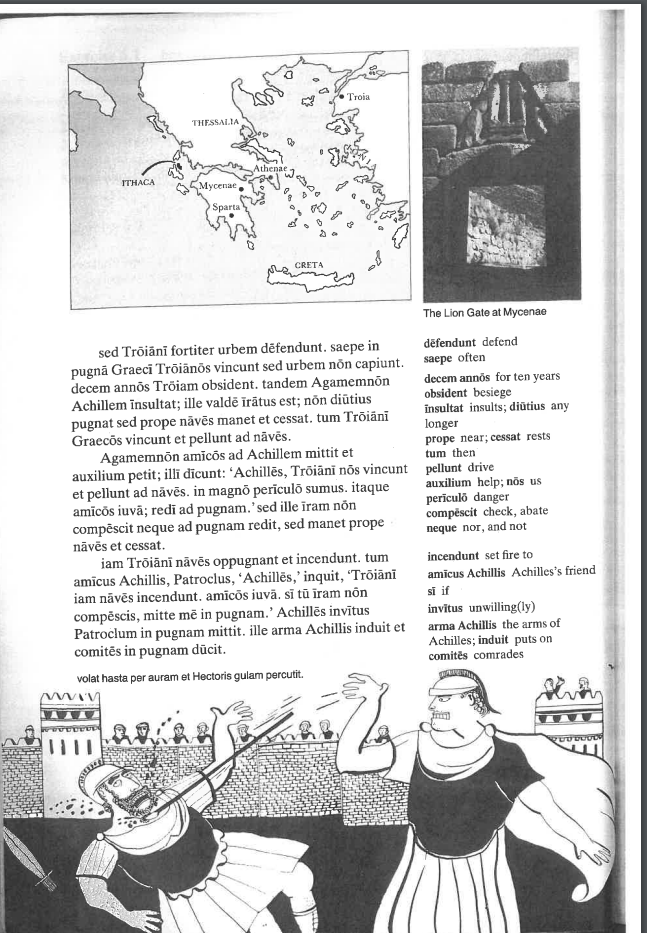 Troia
THESSALIA
ITHACA
Athenae
Mycenae
Sparta
CRETA
The Lion Gate at Mycenae
sed Trōiānī fortiter urbem dēfendunt. saepe in
pugnā Graecī Trōiānōs vincunt sed urbem nōn capiunt.
decem annōs Trōiam obsident. tandem Agamemnōn
Achillem īnsultat; ille valdē īrātus est; nōn diūtius
pugnat sed prope nāvēs manet et cessat. tum Trōiānī
Graecōs vincunt et pellunt ad nāvēs.
Agamemnōn amīcōs ad Achillem mittit et
auxilium petit; illī dīcunt: ‘Achillēs, Trōiānī nōs vincunt
et pellunt ad nāvēs. in magnō perīculō sumus. itaque
amīcōs iuvā; redī ad pugnam.’ sed ille īram nōn
compēscit neque ad pugnam redit, sed manet prope
nāvēs et cessat.
iam Trōiānī nāvēs oppugnant et incendunt. tum
amīcus Achillis, Patroclus, ‘Achillēs,’ inquit, ‘Trōiānī
iam nāvēs incendunt. amīcōs iuvā. sī tū īram nōn
compēscis, mitte mē in pugnam.’ Achillēs invītus
Patroclum in pugnam mittit. ille arma Achillis induit et
comitēs in pugnam dūcit.
dēfendunt defend
saepe often
decem annōs for ten years
obsident besiege
īnsultat insults; diūtius any
longer
prope near; cessat rests
tum then
pellunt drive
auxilium help; nōs us
perīculō danger
compēscit check, abate
neque nor, and not
incendunt set fire to
amīcus Achillis Achilles's friend
sī if
invītus unwilling(ly)
arma Achillis the arms of
Achilles; induit puts on
comitēs comrades
volat hasta per auram et Hectoris gulam percutit.